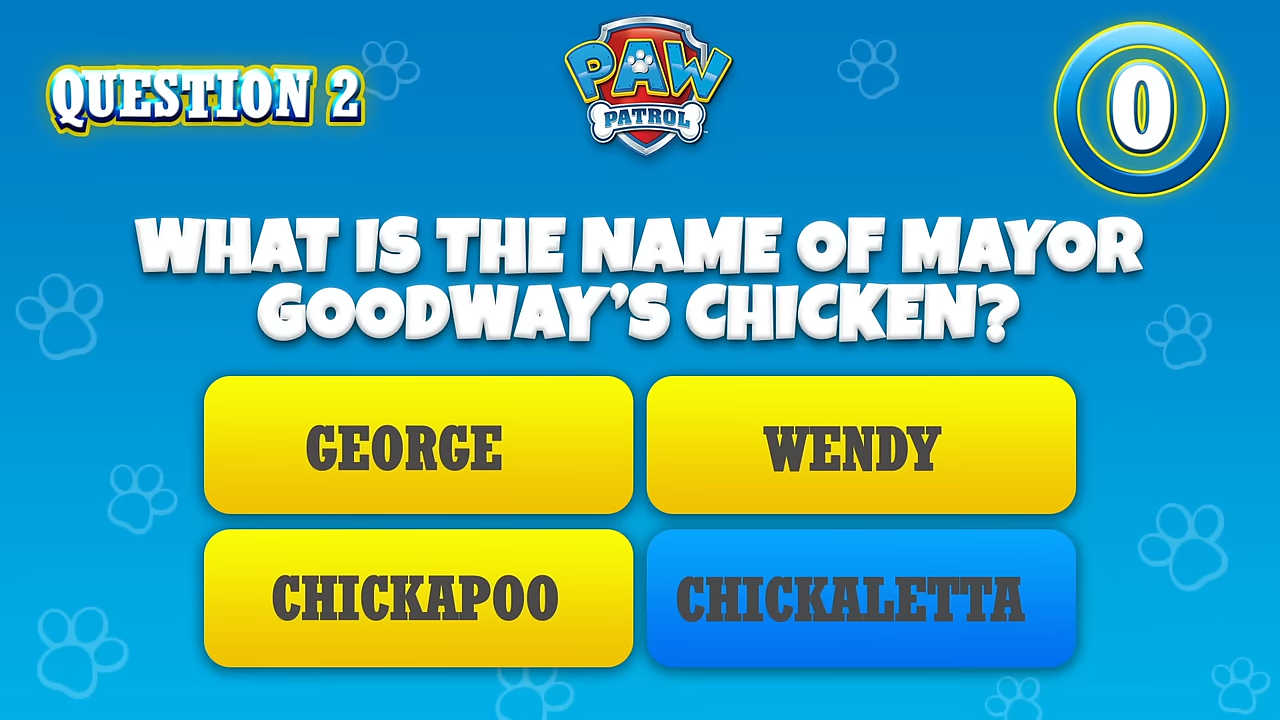 QUESTION 2
PAW
PATROL
0
WHAT IS THE NAME OF MAYOR
GOODWAY’S CHICKEN?
GEORGE
WENDY
CHICKAPOO
CHICKALETTA